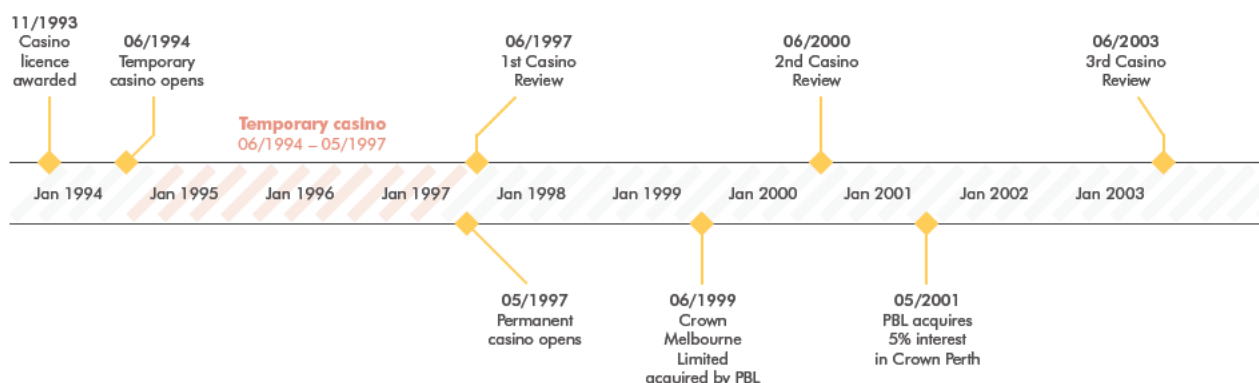 11/1993
Casino
licence
awarded
06/1994
Temporary
casino opens
06/1997
1st Casino
Review
06/2000
2nd Casino
Review
06/2003
3rd Casino
Review
Temporary casino
06/1994 – 05/1997
Jan 1994 Jan 1995 Jan 1996 Jan 1997 Jan 1998 Jan 1999 Jan 2000 Jan 2001 Jan 2002 Jan 2003
05/1997
Permanent
casino opens
06/1999
Crown
Melbourne
Limited
acquired by PBL
05/2001
PBL acquires
5% interest
in Crown Perth